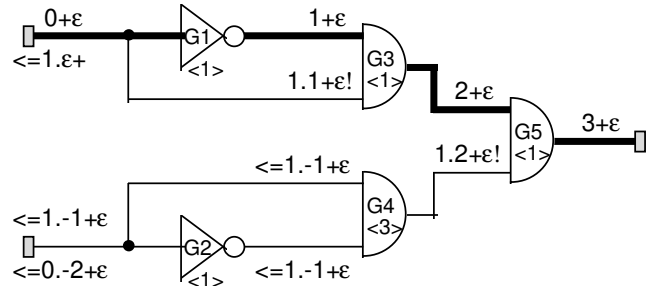 0+ε
1+ε
G1
<=1.ε+
<1>
G3
<1>
1.1+ε!
2+ε
3+ε
G5
<1>
1.2+ε!
<=1.-1+ε
G4
<3>
<=1.-1+ε
G2
<=0.-2+ε
<1>
<=1.-1+ε